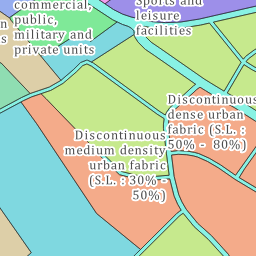 commercial,
public,
military and
private units
n
s
Sports and
leisure
facilities
Discontinuous
dense urban
fabric (S.L. :
50% -  80%)
Discontinuous
medium density
urban fabric
(S.L. : 30% -
50%)